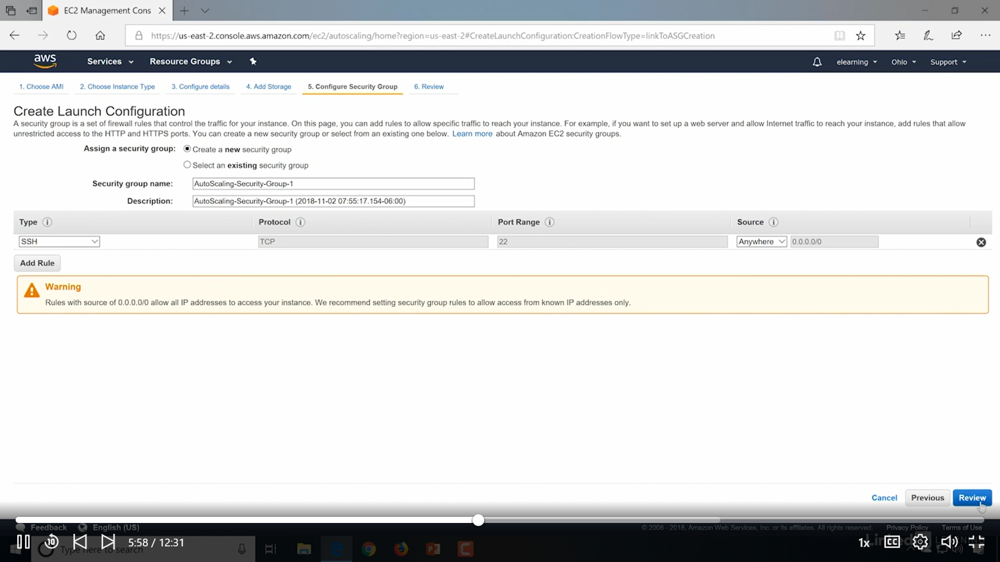 EC2 Management Cons
https://us-east-2.console.aws.amazon.com/ec2/autoscaling/home?region=us-east-2#CreateLaunchConfiguration:CreationFlowType=linkToASGCreation
aws Services Resource Groups elearning Ohio Support
1. Choose AMI 2. Choose Instance Type 3. Configure details 4. Add Storage 5. Configure Security Group 6. Review
Create Launch Configuration
A security group is a set of firewall rules that control the traffic for your instance. On this page, you can add rules to allow specific traffic to reach your instance. For example, if you want to set up a web server and allow Internet traffic to reach your instance, add rules that allow
unrestricted access to the HTTP and HTTPS ports. You can create a new security group or select from an existing one below. Learn more about Amazon EC2 security groups.
Assign a security group: Create a new security group
Select an existing security group
Security group name: AutoScaling-Security-Group-1
Description: AutoScaling-Security-Group-1 (2018-11-02 07:55:17.154-06:00)
Type Protocol Port Range Source
SSH TCP 22 Anywhere 0.0.0.0/0
Add Rule
Warning
Rules with source of 0.0.0.0/0 allow all IP addresses to access your instance. We recommend setting security group rules to allow access from known IP addresses only.
Cancel Previous Review
Feedback English (US) © 2008 - 2018, Amazon Web Services, Inc. or its affiliates. All rights reserved. Privacy Policy Terms of Use
10 5:58 / 12:31 1x CC
Type here to search